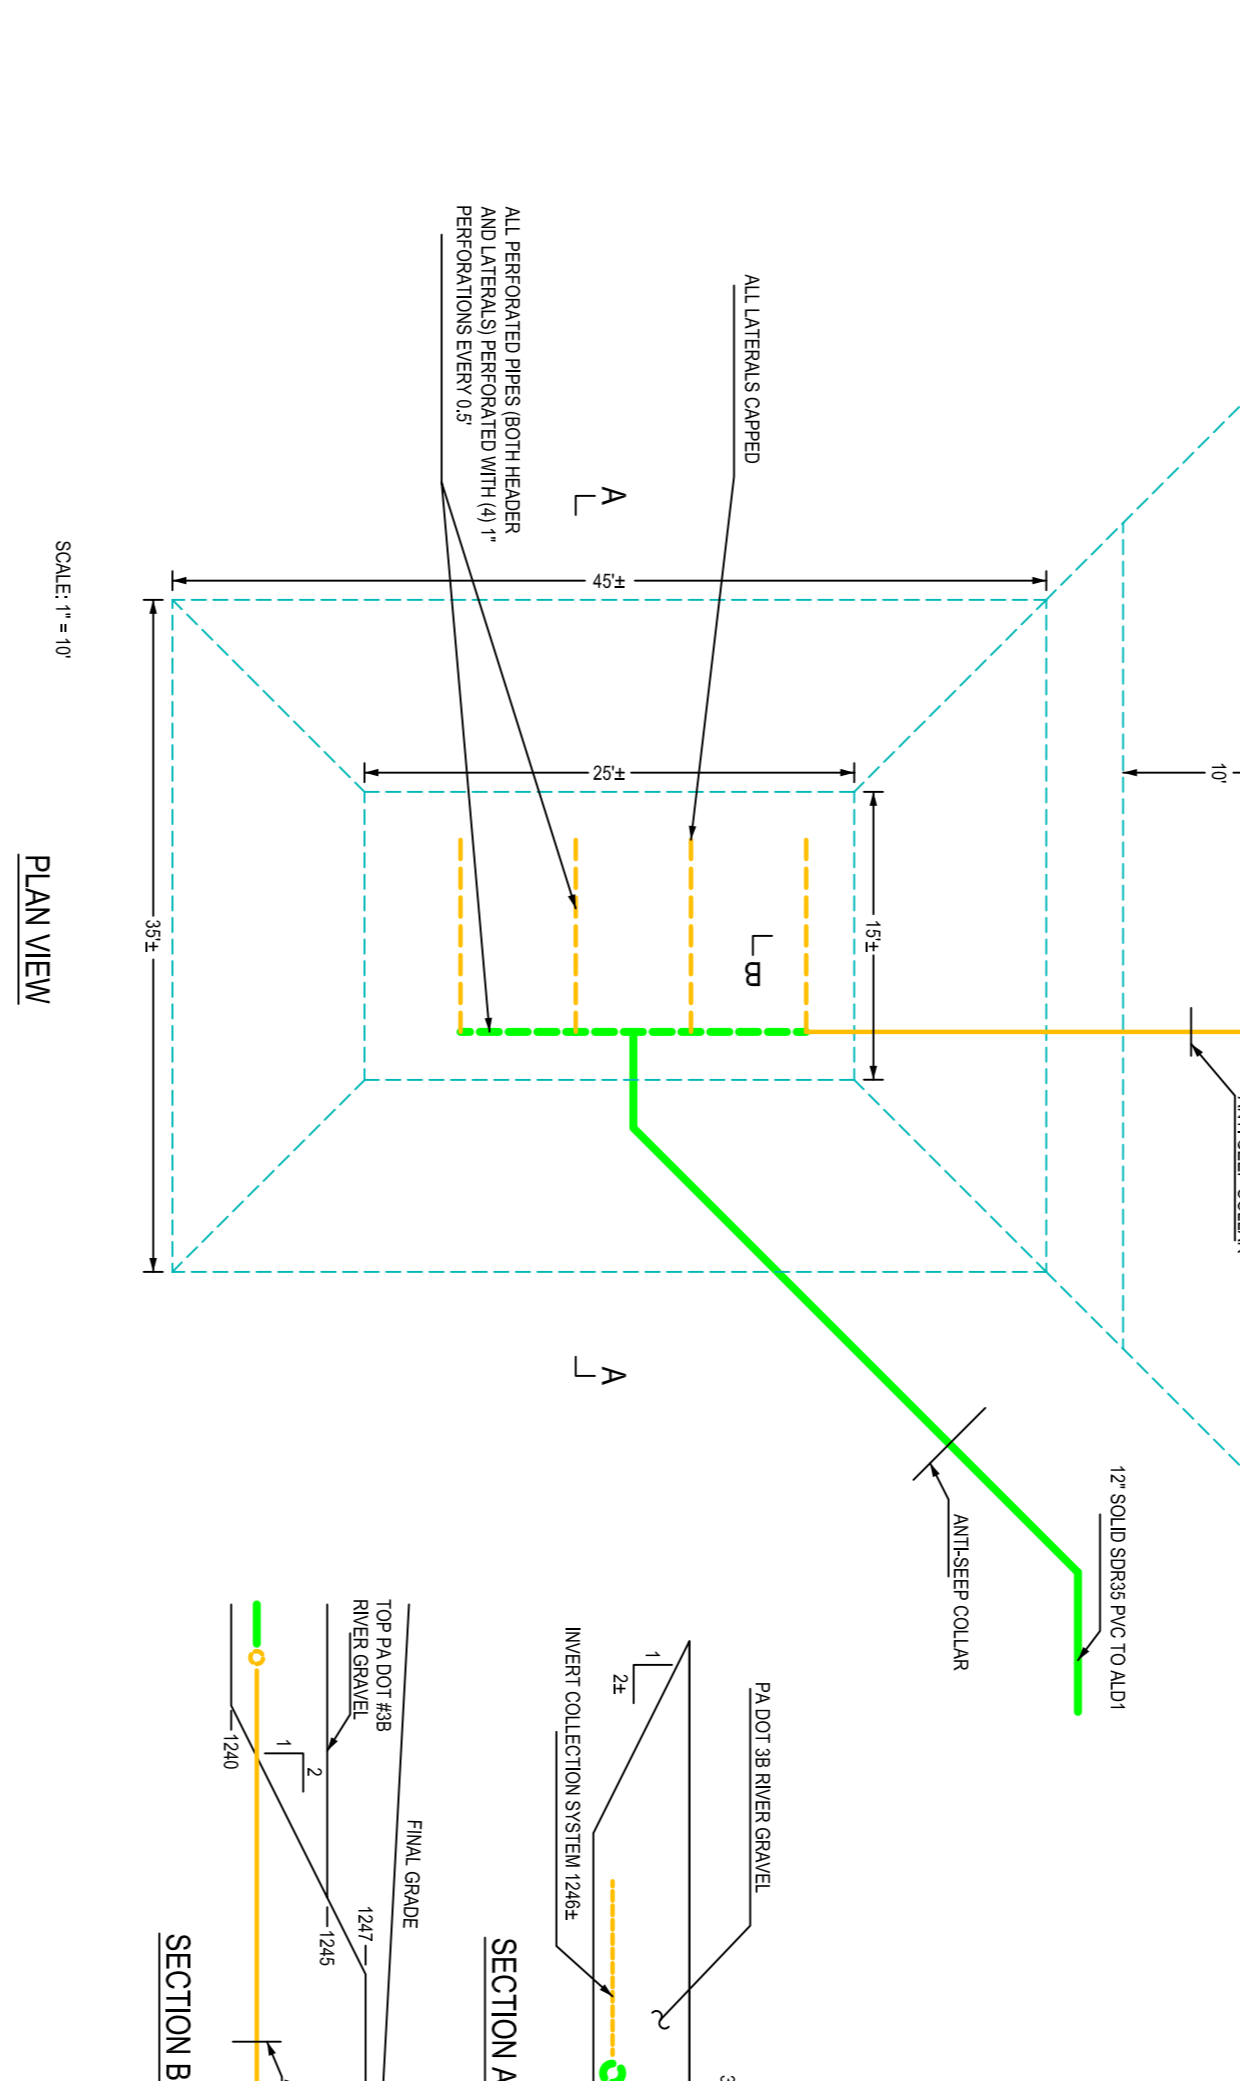 ALL PERFORATED PIPES (BOTH HEADER
AND LATERALS) PERFORATED WITH (4) 1"
PERFORATIONS EVERY 0.5'
ALL LATERALS CAPPED
A
45'±
25'±
10'
15'±
B
35'±
SCALE: 1" = 10'
PLAN VIEW
A
ANTI-SEEP COLLAR
12" SOLID SDR35 PVC TO ALD1
PA DOT 3B RIVER GRAVEL
1
2±
INVERT COLLECTION SYSTEM 1246±
SECTION A
TOP PA DOT #3B
RIVER GRAVEL
FINAL GRADE
1
2
1240
1245
1247
SECTION B